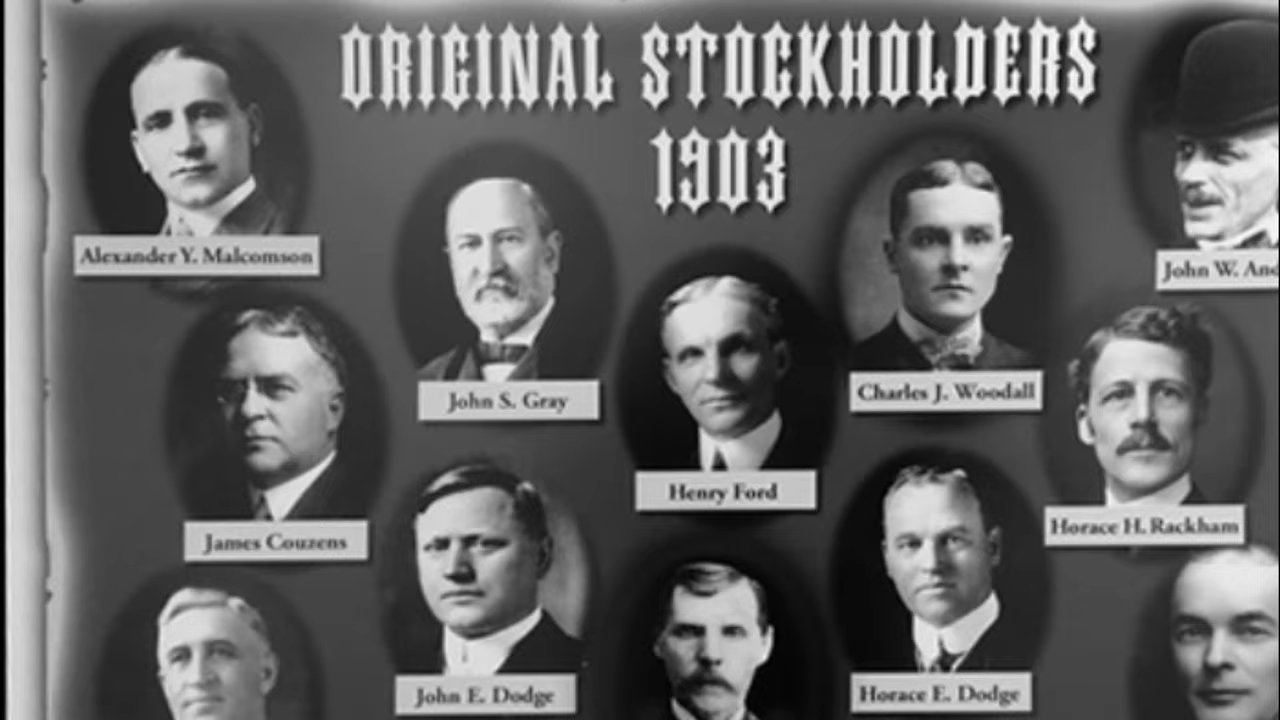 ORIGINAL STOCKHOLDERS
1903
Alexander Y. Malcomson
John W.
John S. Gray
Charles J. Woodall
Henry Ford
James Couzens
Horace H. Rackham
John E. Dodge
Horace E. Dodge